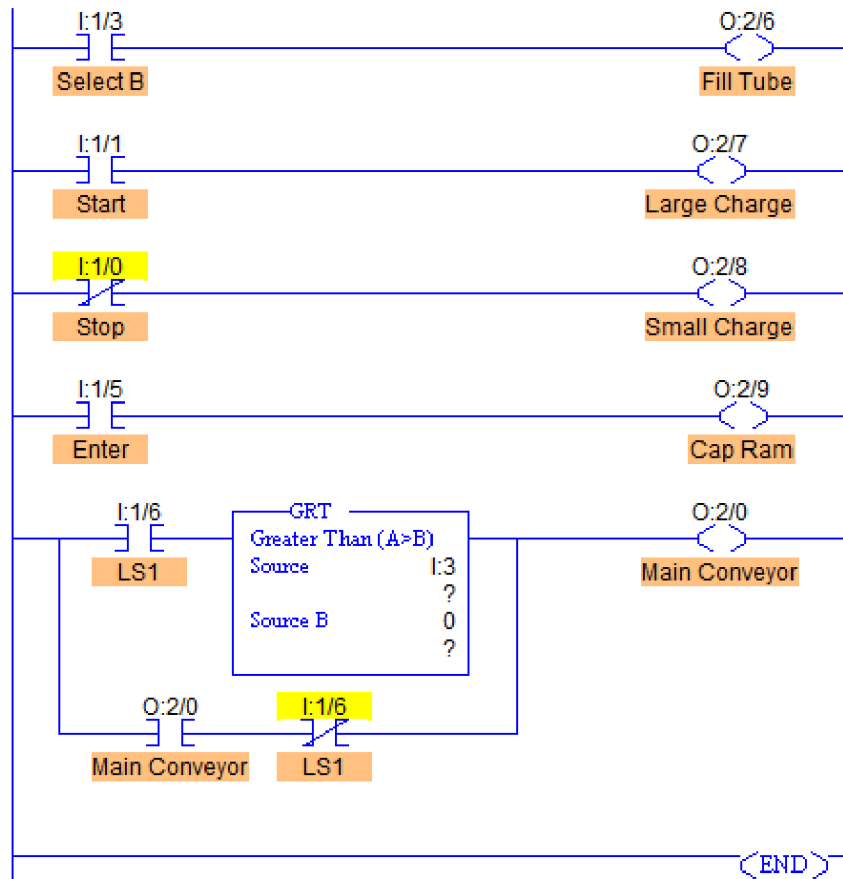 I:1/3 O:2/6
Select B Fill Tube
I:1/1 O:2/7
Start Large Charge
I:1/0 O:2/8
Stop Small Charge
I:1/5 O:2/9
Enter Cap Ram
I:1/6 GRT O:2/0
Greater Than (A>B)
LS1 Source I:3 Main Conveyor
?
Source B 0
?
O:2/0 I:1/6
Main Conveyor LS1
END